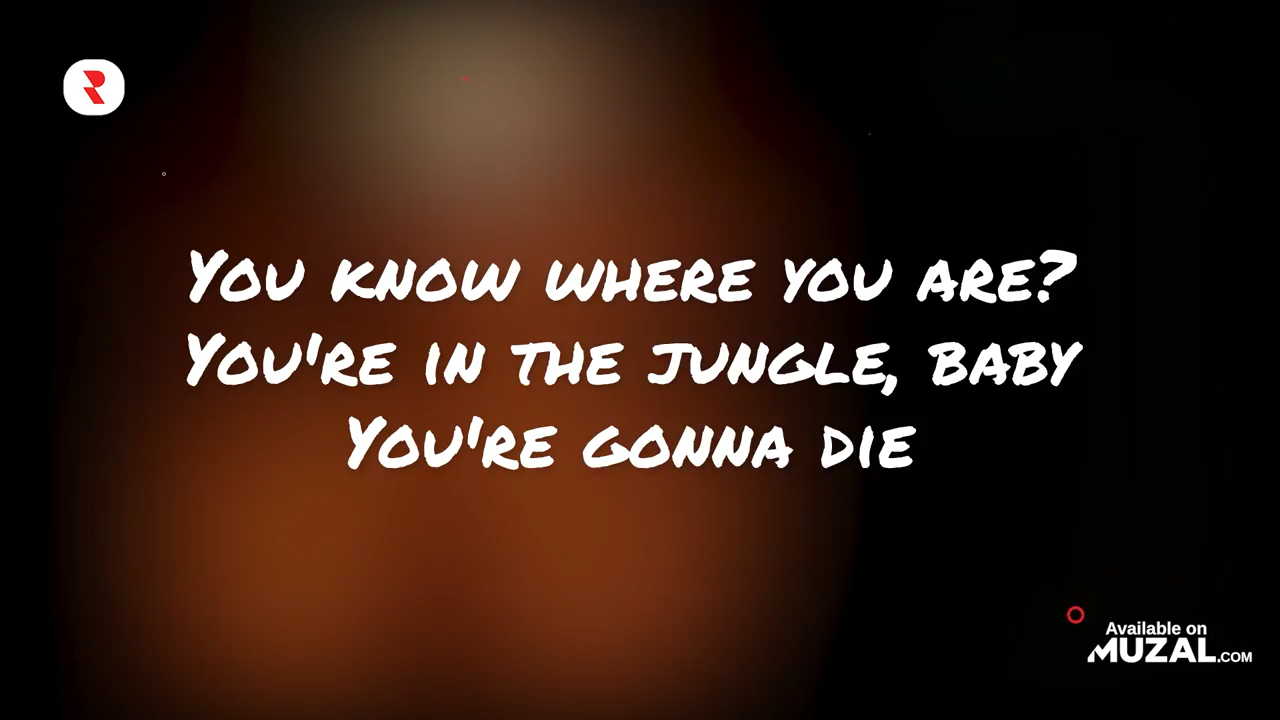 You know where you are?
You're in the jungle, baby
You're gonna die
R
Available on
MUZAL.COM